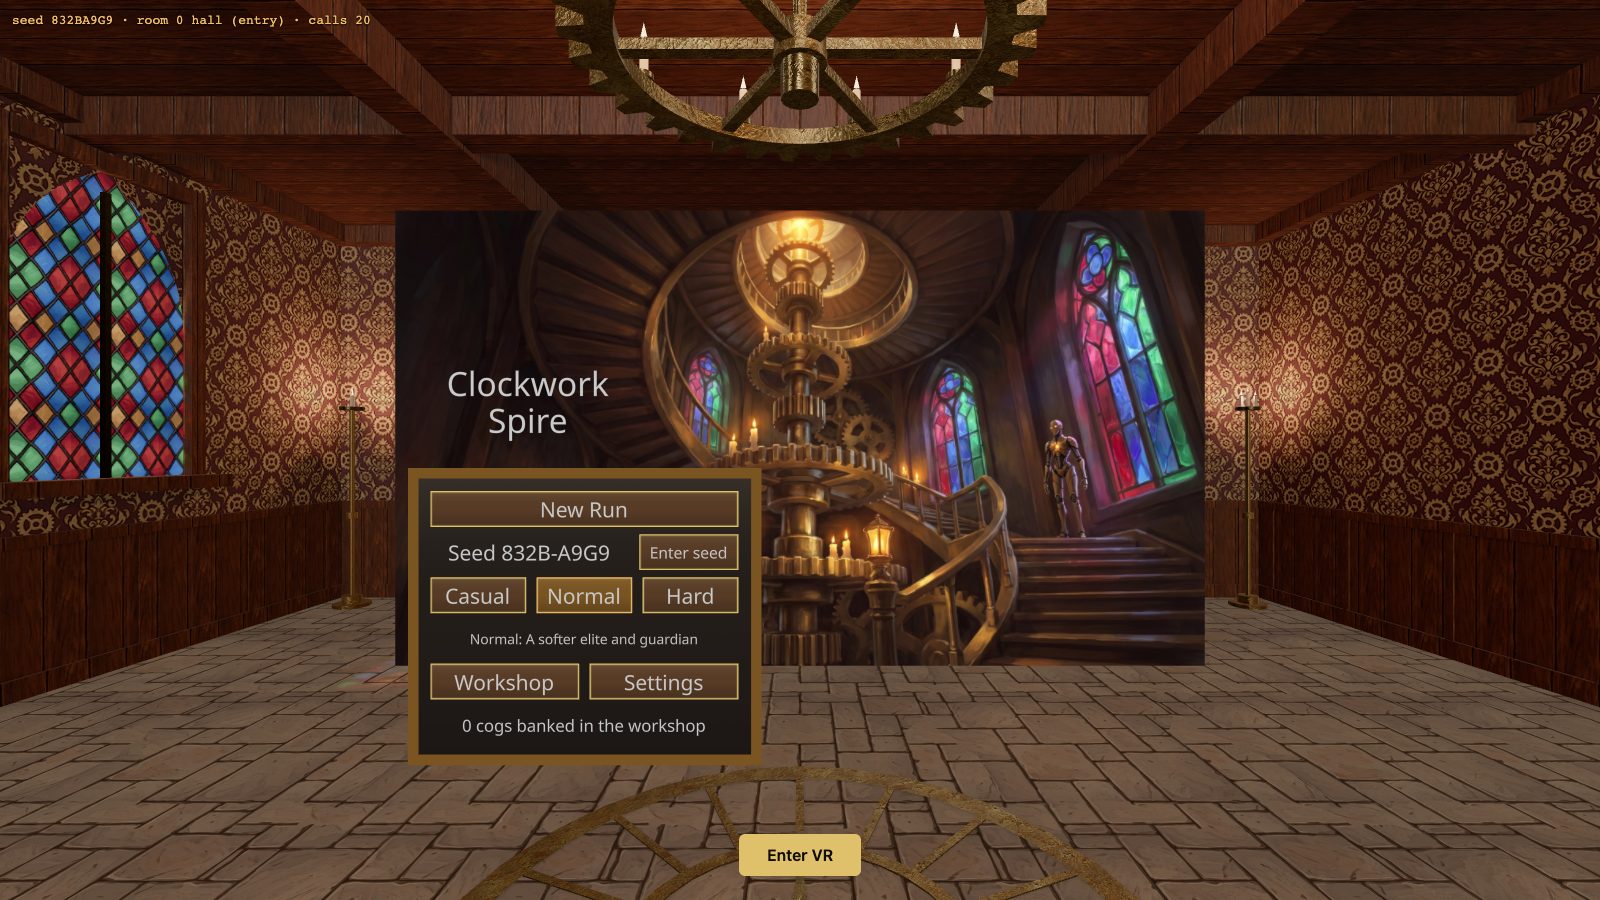 seed 832BA9G9 · room 0 hall (entry) · calls 20
Clockwork
Spire
New Run
Seed 832B-A9G9
Enter seed
Casual
Normal
Hard
Normal: A softer elite and guardian
Workshop
Settings
0 cogs banked in the workshop
Enter VR